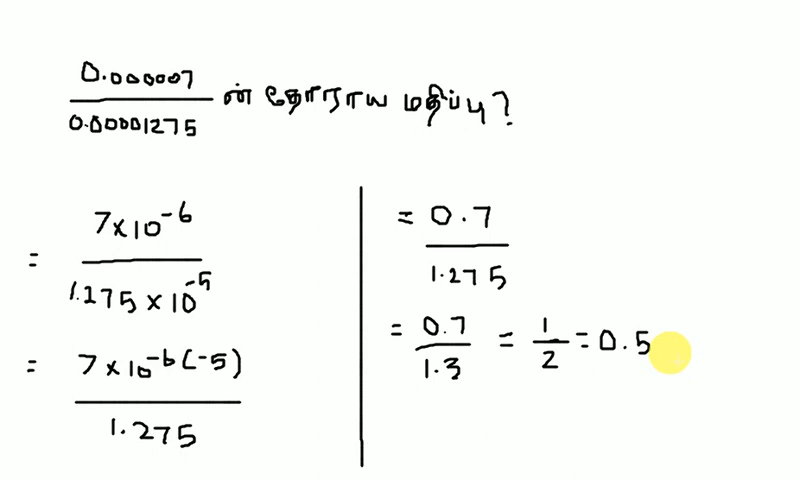 0.000007 / 0.00001275 ன் தோராய மதிப்பு?
= 7×10⁻⁶ / 1.275 × 10⁻⁵
= 7×10⁻⁶⁽⁻⁵⁾ / 1.275
= 0.7 / 1.275
= 0.7 / 1.3 = 1 / 2 = 0.5